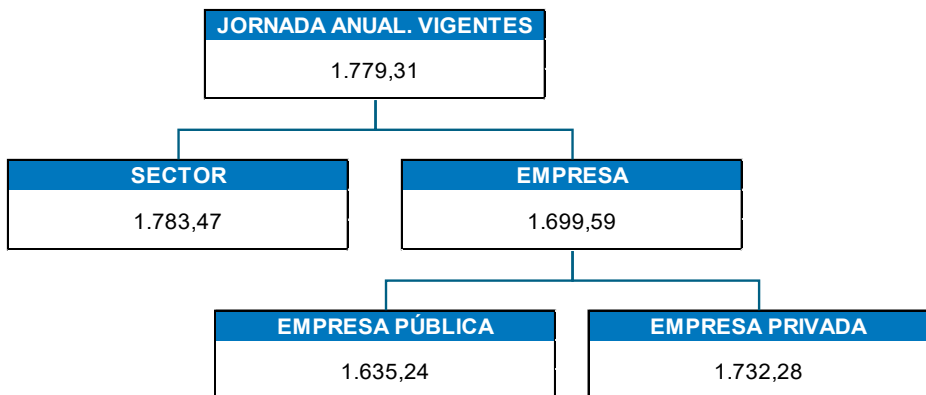 JORNADA ANUAL. VIGENTES
1.779,31
SECTOR
1.783,47
EMPRESA
1.699,59
EMPRESA PÚBLICA
1.635,24
EMPRESA PRIVADA
1.732,28